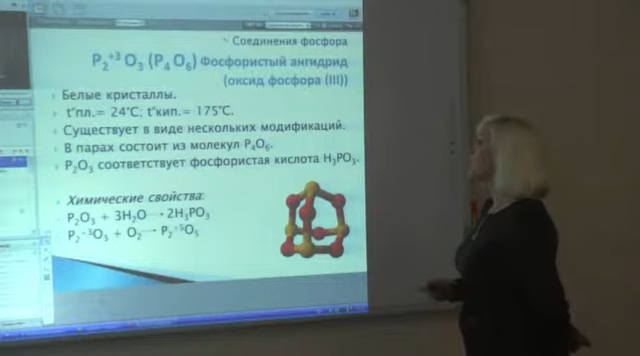 Соединения фосфора
P₂⁺³O₃ (P₄O₆) Фосфористый ангидрид
(оксид фосфора (III))
Белые кристаллы.
t°пл.= 24°C; t°кип.= 175°C.
Существует в виде нескольких модификаций.
В парах состоит из молекул P₄O₆.
P₂O₃ соответствует фосфористая кислота H₃PO₃.
Химические свойства:
P₂O₃ + 3H₂O → 2H₃PO₃
P₂⁺³O₃ + O₂ → P₂⁺⁵O₅